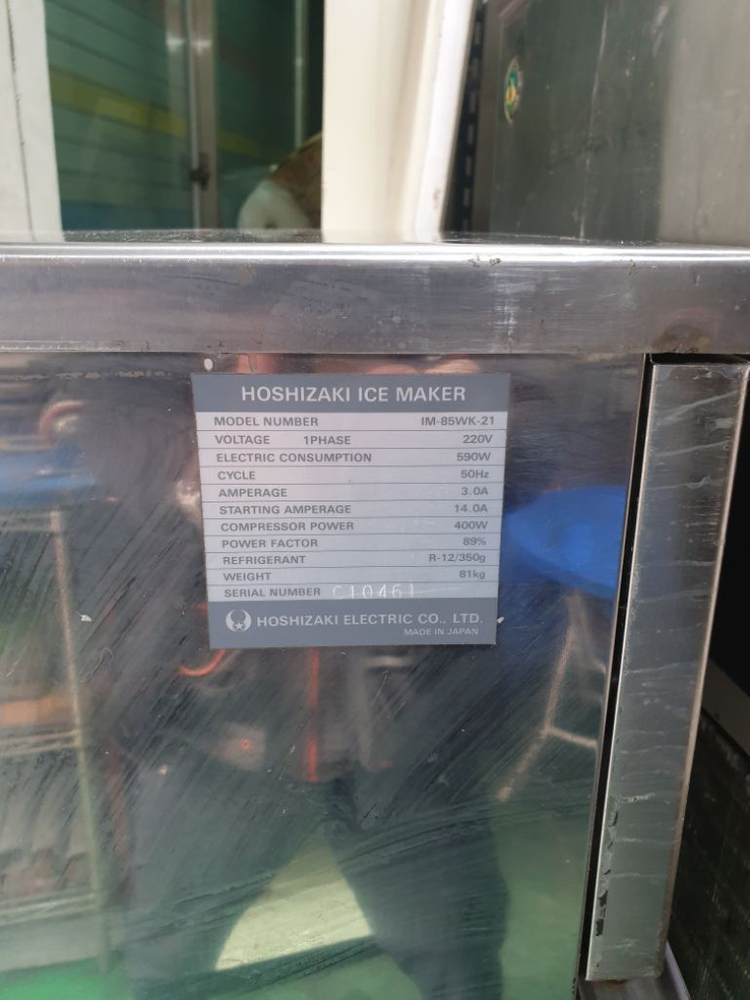 HOSHIZAKI ICE MAKER
MODEL NUMBER IM-85WK-21
VOLTAGE 1PHASE 220V
ELECTRIC CONSUMPTION 590W
CYCLE 50Hz
AMPERAGE 3.0A
STARTING AMPERAGE 14.0A
COMPRESSOR POWER 400W
POWER FACTOR 89%
REFRIGERANT R-12/350g
WEIGHT 81kg
SERIAL NUMBER C10461
HOSHIZAKI ELECTRIC CO., LTD.
MADE IN JAPAN